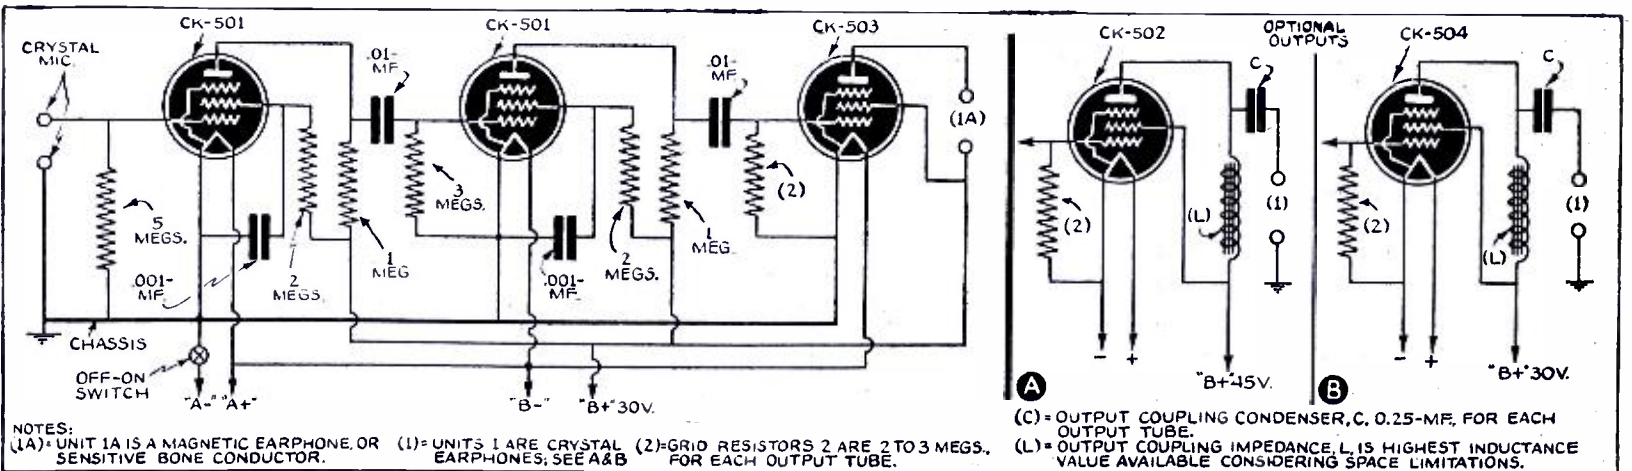 CK-501
CK-501
CK-503
CK-502
OPTIONAL
OUTPUTS
CK-504
CRYSTAL
MIC.
.01-
MF.
.01-
MF.
(1A)
C
C
5
MEGS.
3
MEGS.
(2)
(2)
(2)
(L)
(1)
(L)
(1)
.001-
MF.
2
MEGS.
1
MEG
.001-
MF.
2
MEGS.
1
MEG.
CHASSIS
OFF-ON
SWITCH
"A-" "A+"
"B-"
"B+" 30V.
- +
"B+" 45V.
- +
"B+" 30V.
A
B
NOTES:
(1A)= UNIT 1A IS A MAGNETIC EARPHONE, OR
SENSITIVE BONE CONDUCTOR.
(1)= UNITS 1 ARE CRYSTAL
EARPHONES; SEE A&B
(2)=GRID RESISTORS 2 ARE 2 TO 3 MEGS.,
FOR EACH OUTPUT TUBE.
(C)= OUTPUT COUPLING CONDENSER, C, 0.25-MF., FOR EACH
OUTPUT TUBE.
(L)= OUTPUT COUPLING IMPEDANCE, L, IS HIGHEST INDUCTANCE
VALUE AVAILABLE CONSIDERING SPACE LIMITATIONS.